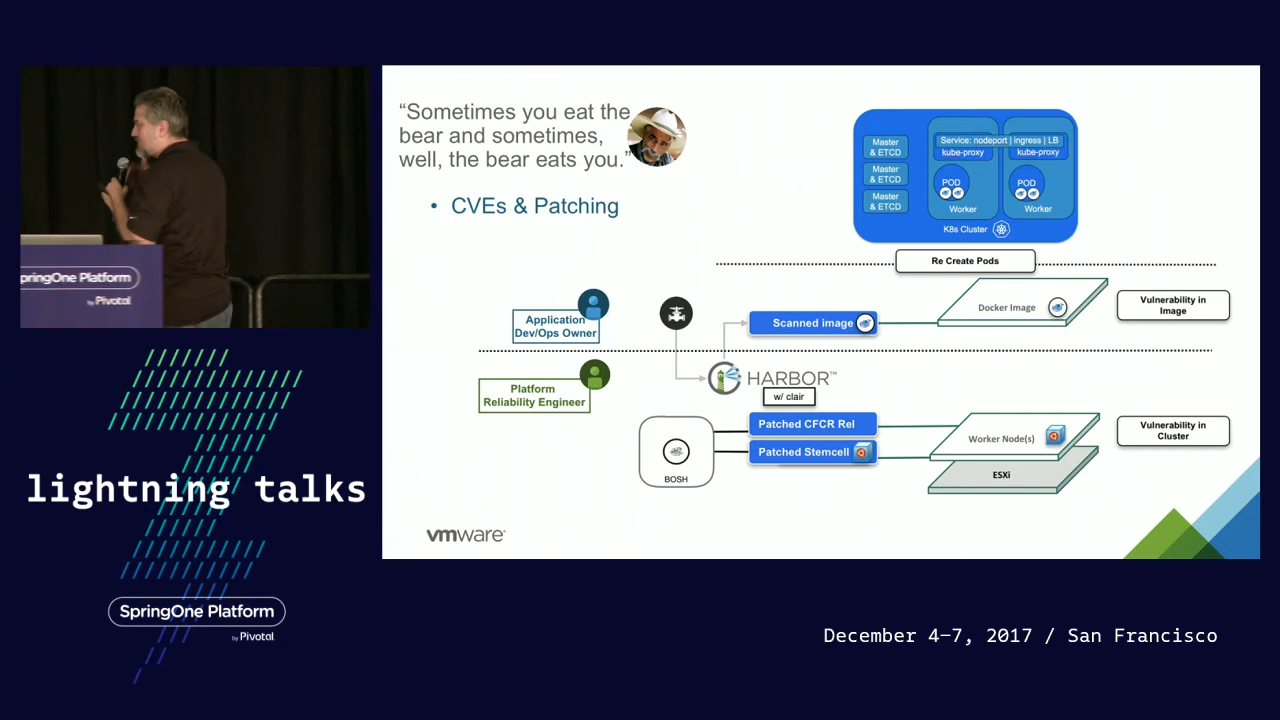 “Sometimes you eat the
bear and sometimes,
well, the bear eats you.”
• CVEs & Patching
Master
& ETCD
Master
& ETCD
Master
& ETCD
Service: nodeport | ingress | LB
kube-proxy
kube-proxy
POD
POD
Worker
Worker
K8s Cluster
Re Create Pods
Application
Dev/Ops Owner
Scanned image
Docker Image
Vulnerability in
Image
Platform
Reliability Engineer
HARBOR™
w/ clair
Patched CFCR Rel
Patched Stemcell
BOSH
Worker Node(s)
ESXi
Vulnerability in
Cluster
vmware®
SpringOne Platform
by Pivotal
lightning talks
SpringOne Platform
by Pivotal
December 4–7, 2017 / San Francisco